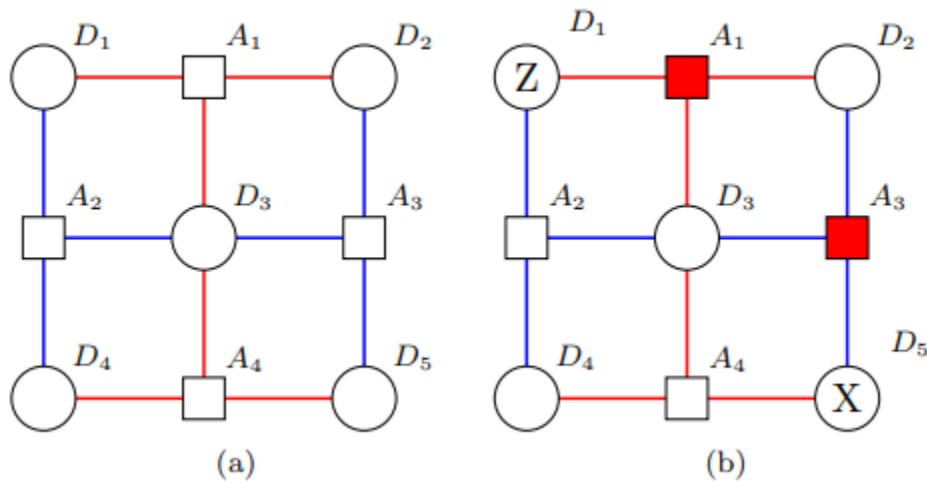 D₁ A₁ D₂ D₁ A₁ D₂
Z
A₂ D₃ A₃ A₂ D₃ A₃
D₄ A₄ D₅ D₄ A₄ D₅
X
(a) (b)